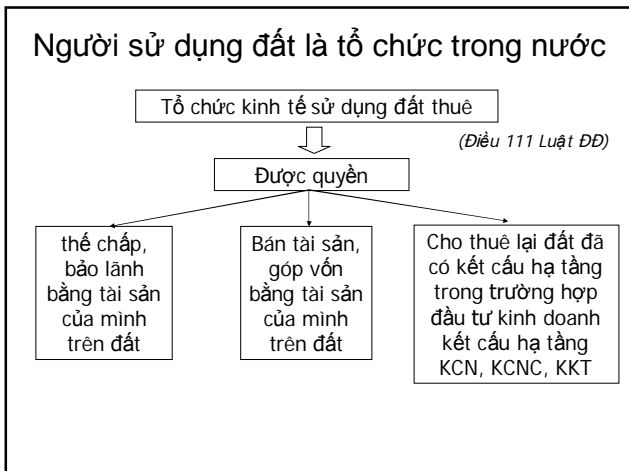 Người sử dụng đất là tổ chức trong nước
Tổ chức kinh tế sử dụng đất thuê
(Điều 111 Luật ĐĐ)
Được quyền
thế chấp,
bảo lãnh
bằng tài sản
của mình
trên đất
Bán tài sản,
góp vốn
bằng tài sản
của mình
trên đất
Cho thuê lại đất đã
có kết cấu hạ tầng
trong trường hợp
đầu tư kinh doanh
kết cấu hạ tầng
KCN, KCNC, KKT